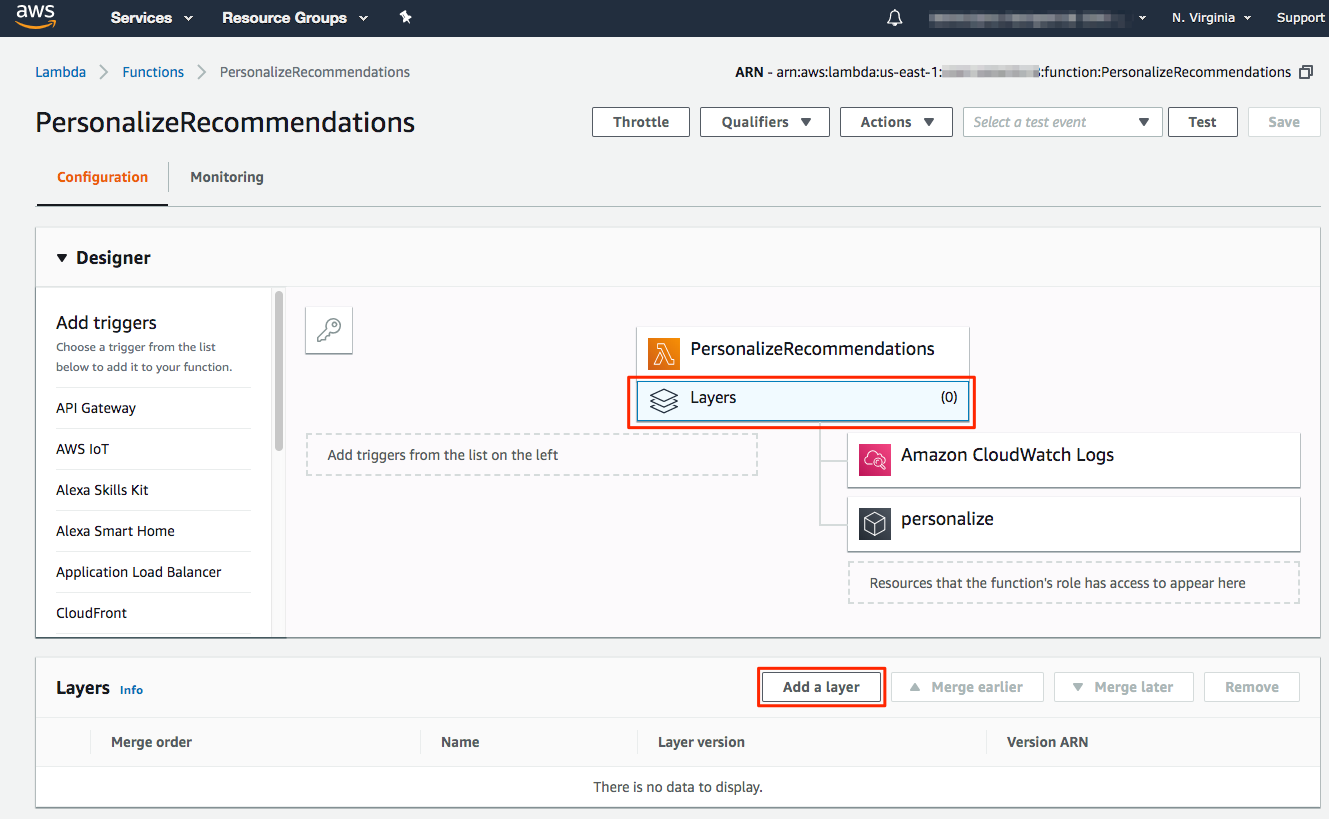 aws
Services
Resource Groups
N. Virginia
Support
Lambda
Functions
PersonalizeRecommendations
ARN - arn:aws:lambda:us-east-1: :function:PersonalizeRecommendations
PersonalizeRecommendations
Throttle
Qualifiers
Actions
Select a test event
Test
Save
Configuration
Monitoring
Designer
Add triggers
Choose a trigger from the list
below to add it to your function.
API Gateway
AWS IoT
Alexa Skills Kit
Alexa Smart Home
Application Load Balancer
CloudFront
PersonalizeRecommendations
Layers
(0)
Add triggers from the list on the left
Amazon CloudWatch Logs
personalize
Resources that the function's role has access to appear here
Layers
Info
Add a layer
Merge earlier
Merge later
Remove
Merge order
Name
Layer version
Version ARN
There is no data to display.